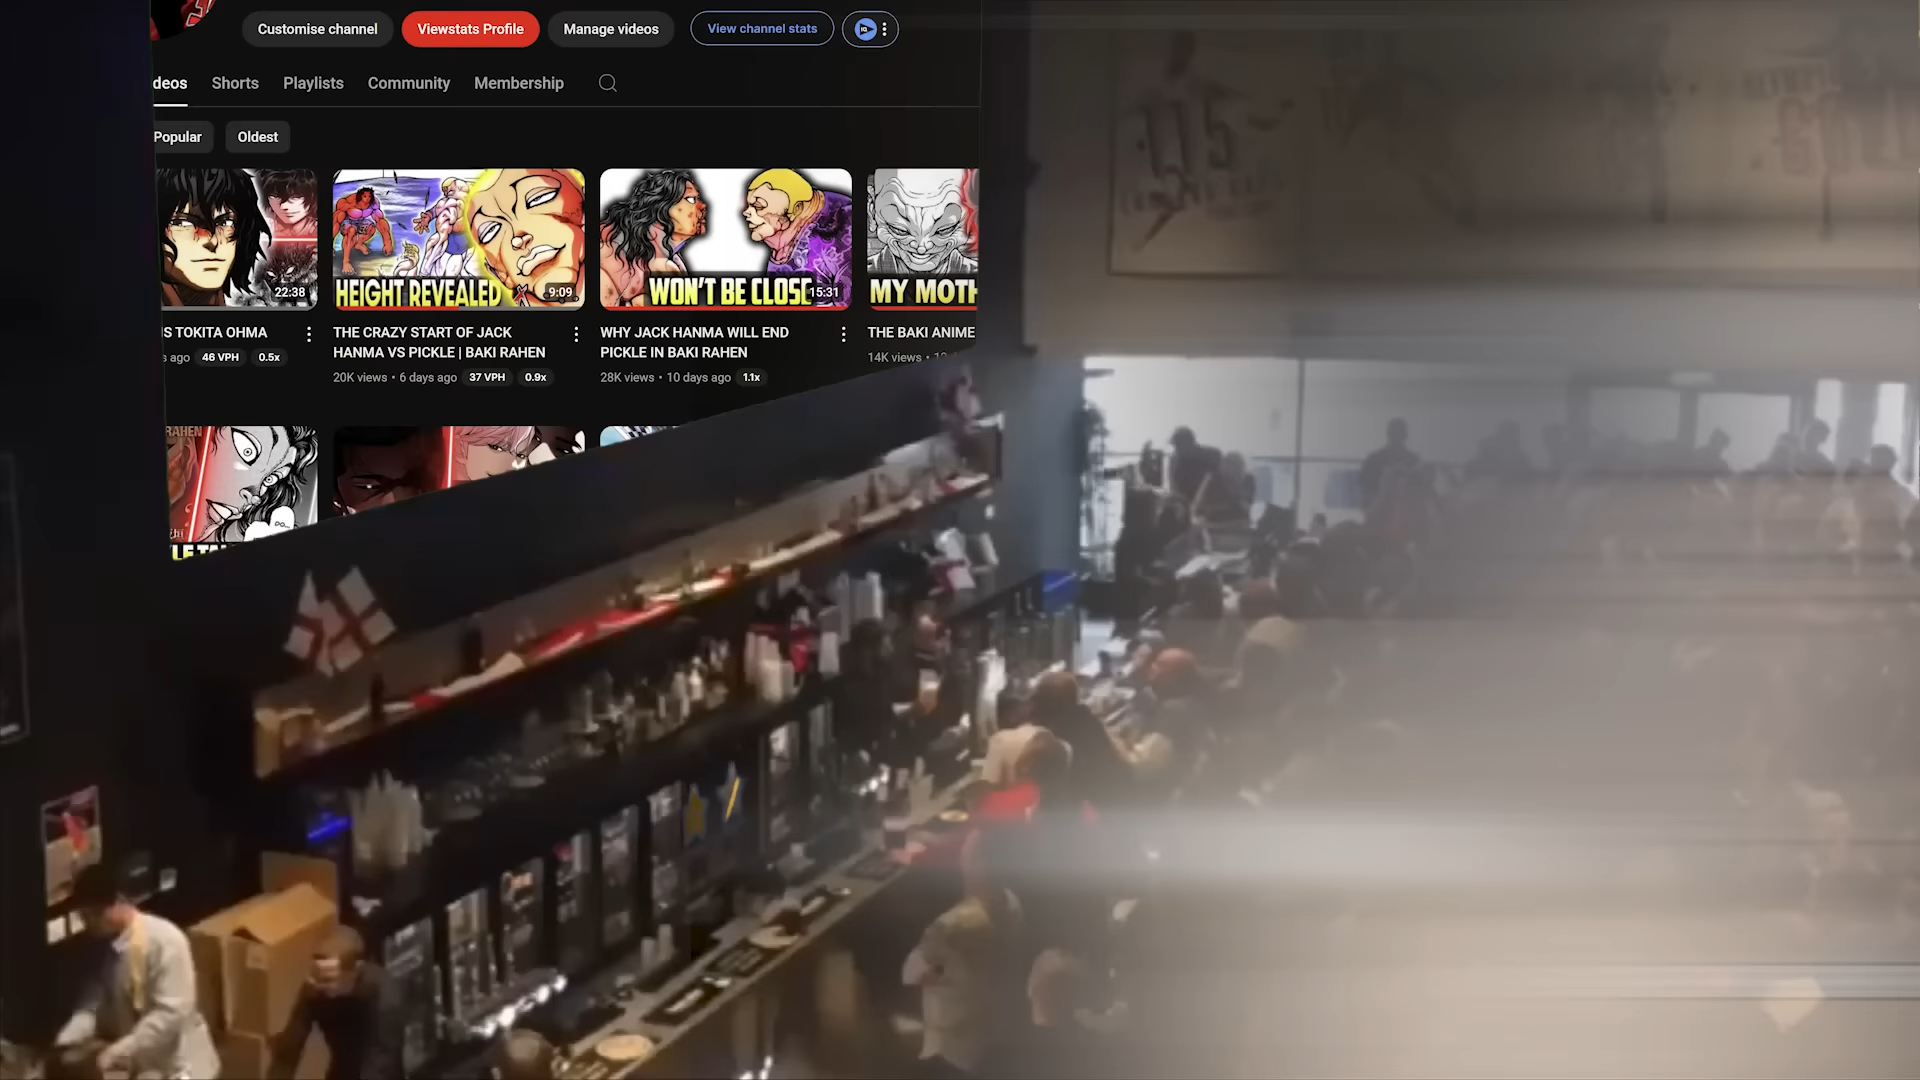 Customise channel Viewstats Profile Manage videos View channel stats
deos Shorts Playlists Community Membership
Popular Oldest
22:38
HEIGHT REVEALED 9:09
WON'T BE CLOSE 15:31
MY MOTH
S TOKITA OHMA
s ago 46 VPH 0.5x
THE CRAZY START OF JACK
HANMA VS PICKLE | BAKI RAHEN
20K views • 6 days ago 37 VPH 0.9x
WHY JACK HANMA WILL END
PICKLE IN BAKI RAHEN
28K views • 10 days ago 1.1x
THE BAKI ANIME
14K views •
RAHEN
115